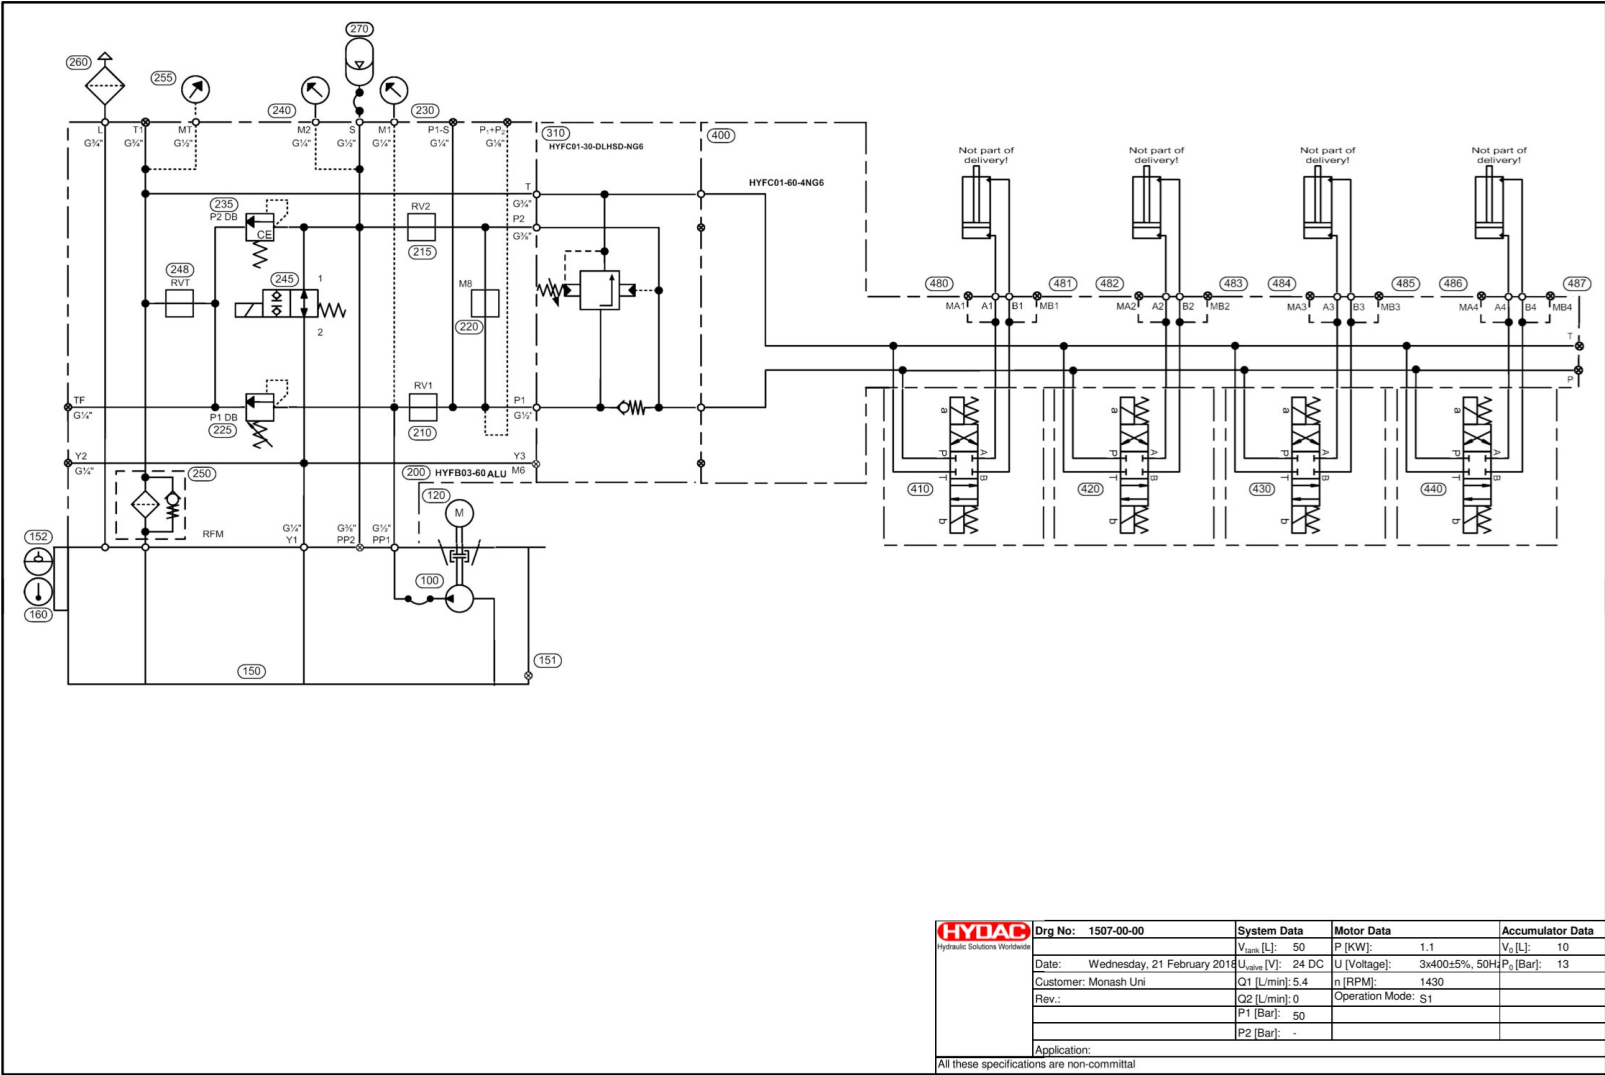 270
260
255
240
230
L
T1
MT
M2
S
M1
P1-S
P₁+P₂
G¾"
G¾"
G½"
G¼"
G½"
G¼"
G¼"
G⅛"
310
HYFC01-30-DLHSD-NG6
400
HYFC01-60-4NG6
T
G¾"
P2
G⅜"
235
P2 DB
CE
RV2
215
248
RVT
245
1
2
M8
220
TF
G¼"
P1 DB
225
RV1
210
P1
G½"
Y2
G¼"
Y3
M6
200
HYFB03-60 ALU
250
RFM
120
M
G¼"
Y1
G⅜"
PP2
G½"
PP1
152
160
100
150
151
Not part of
delivery!
Not part of
delivery!
Not part of
delivery!
Not part of
delivery!
480
481
482
483
484
485
486
487
MA1
A1
B1
MB1
MA2
A2
B2
MB2
MA3
A3
B3
MB3
MA4
A4
B4
MB4
T
P
a
P
A
T
B
b
410
a
P
A
T
B
b
420
a
P
A
T
B
b
430
a
P
A
T
B
b
440
HYDAC
Hydraulic Solutions Worldwide
Drg No: 1507-00-00
System Data
Motor Data
Accumulator Data
Vtank [L]: 50
P [KW]: 1.1
V₀ [L]: 10
Date: Wednesday, 21 February 2018
Uvalve [V]: 24 DC
U [Voltage]: 3x400±5%, 50Hz
P₀ [Bar]: 13
Customer: Monash Uni
Q1 [L/min]: 5.4
n [RPM]: 1430
Rev.:
Q2 [L/min]: 0
Operation Mode: S1
P1 [Bar]: 50
P2 [Bar]: -
Application:
All these specifications are non-committal